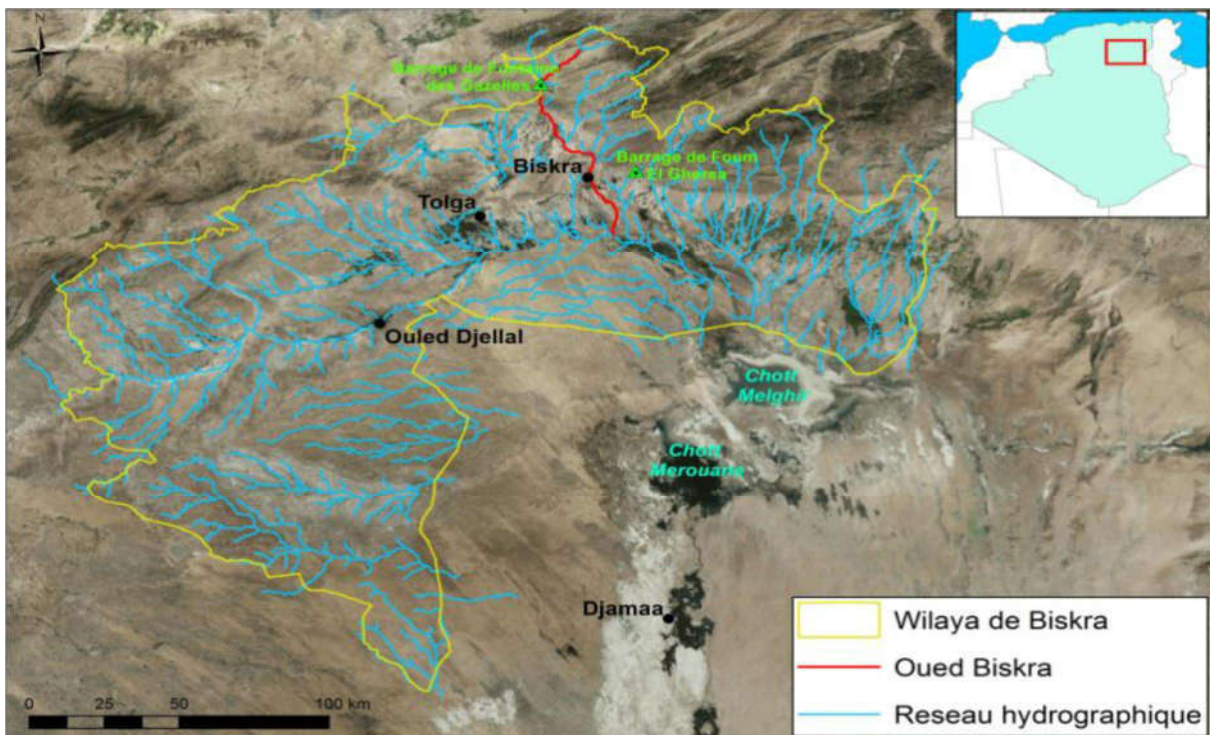 N
Barrage de Fontaine
des Gazelles
Biskra
Barrage de Foum
El Gherza
Tolga
Ouled Djellal
Chott
Melghir
Chott
Merouane
Djamaa
0 25 50 100 km
Wilaya de Biskra
Oued Biskra
Reseau hydrographique